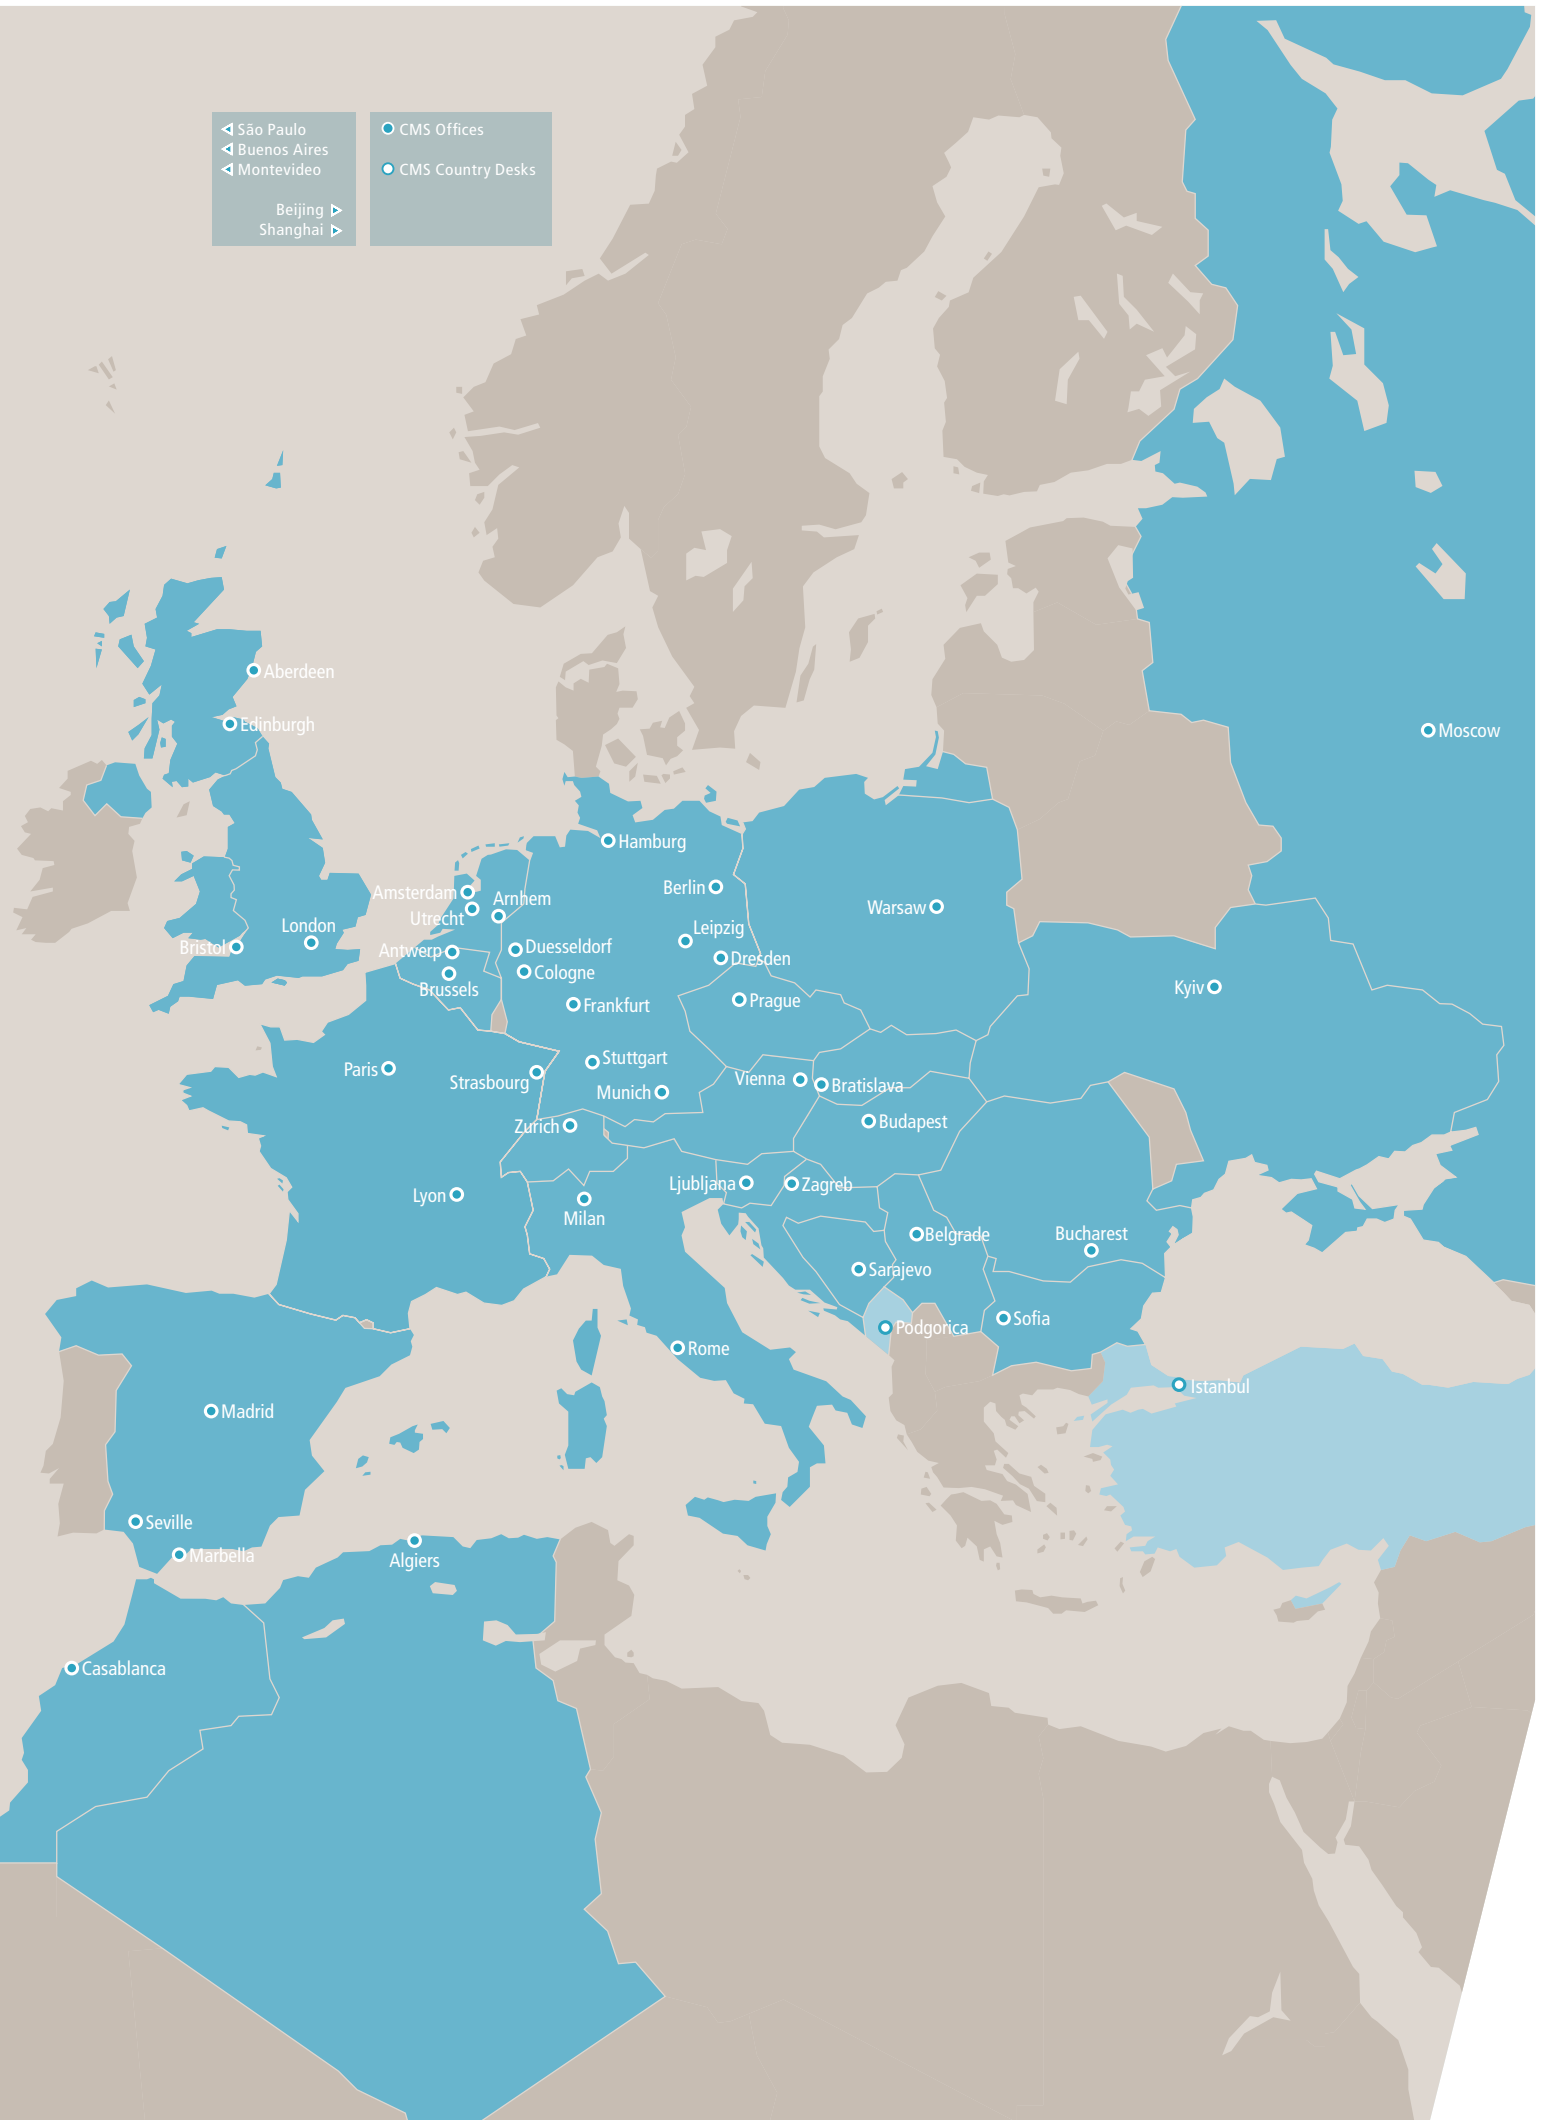 São Paulo
Buenos Aires
Montevideo
Beijing
Shanghai
CMS Offices
CMS Country Desks
Aberdeen
Edinburgh
Moscow
Hamburg
Berlin
Amsterdam
Arnhem
Utrecht
Warsaw
London
Leipzig
Bristol
Antwerp
Duesseldorf
Dresden
Cologne
Brussels
Kyiv
Frankfurt
Prague
Stuttgart
Paris
Strasbourg
Munich
Vienna
Bratislava
Zurich
Budapest
Ljubljana
Zagreb
Lyon
Milan
Belgrade
Bucharest
Sarajevo
Sofia
Podgorica
Rome
Istanbul
Madrid
Seville
Marbella
Algiers
Casablanca